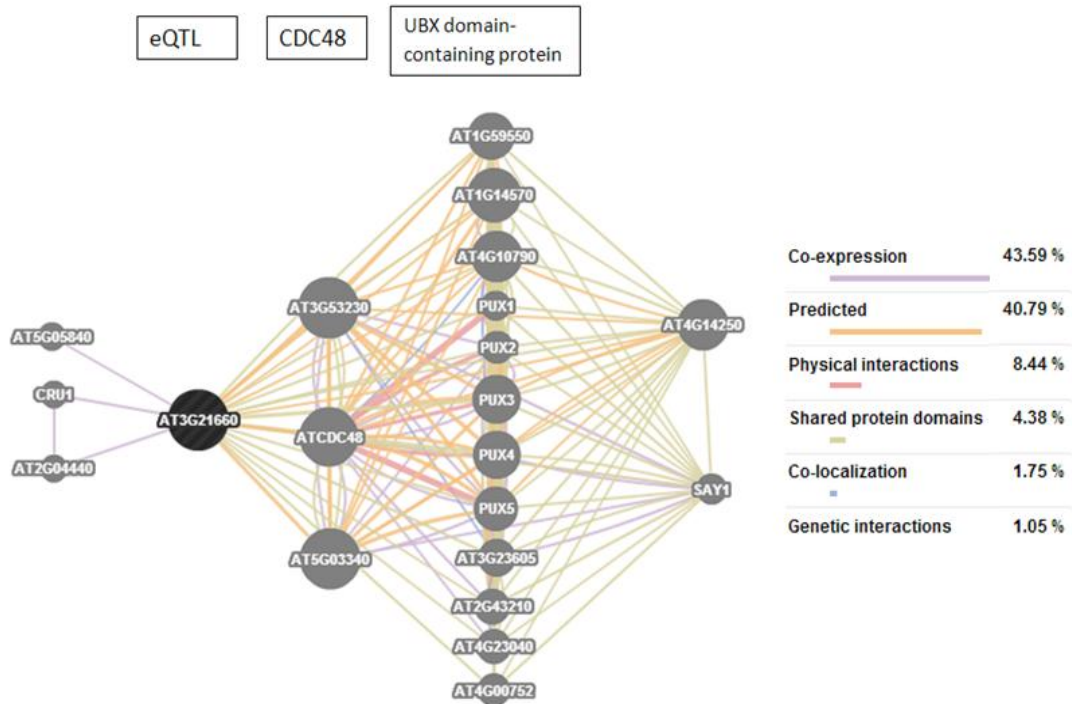 eQTL
CDC48
UBX domain-
containing protein
AT1G59550
AT1G14570
AT4G10790
PUX1
AT3G53230
AT4G14250
AT5G05840
PUX2
CRU1
PUX3
AT3G21660
ATCDC48
PUX4
AT2G04440
SAY1
PUX5
AT5G03340
AT3G23605
AT2G43210
AT4G23040
AT4G00752
Co-expression 43.59 %
Predicted 40.79 %
Physical interactions 8.44 %
Shared protein domains 4.38 %
Co-localization 1.75 %
Genetic interactions 1.05 %